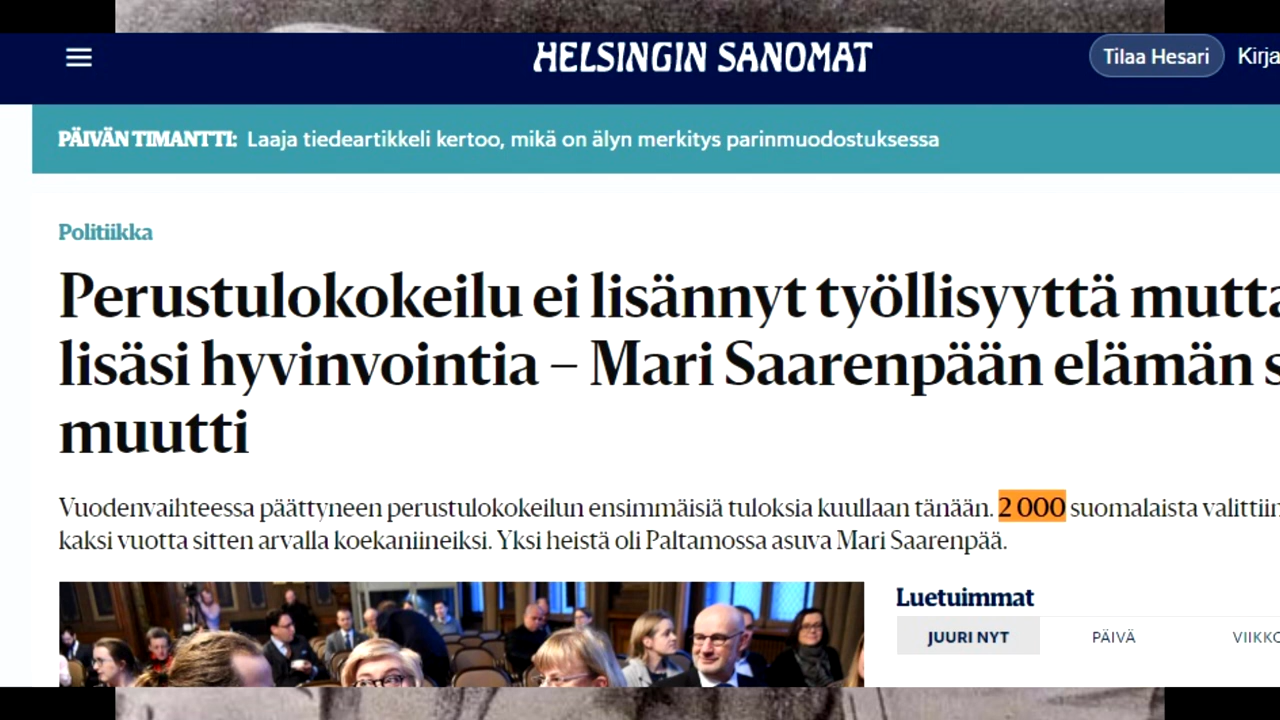 HELSINGIN SANOMAT
Tilaa Hesari
PÄIVÄN TIMANTTI: Laaja tiedeartikkeli kertoo, mikä on älyn merkitys parinmuodostuksessa
Politiikka
Perustulokokeilu ei lisännyt työllisyyttä mutta
lisäsi hyvinvointia – Mari Saarenpään elämän
muutti
Vuodenvaihteessa päättyneen perustulokokeilun ensimmäisiä tuloksia kuullaan tänään. 2 000 suomalaista
kaksi vuotta sitten arvalla koekaniineiksi. Yksi heistä oli Paltamossa asuva Mari Saarenpää.
Luetuimmat
JUURI NYT PÄIVÄ